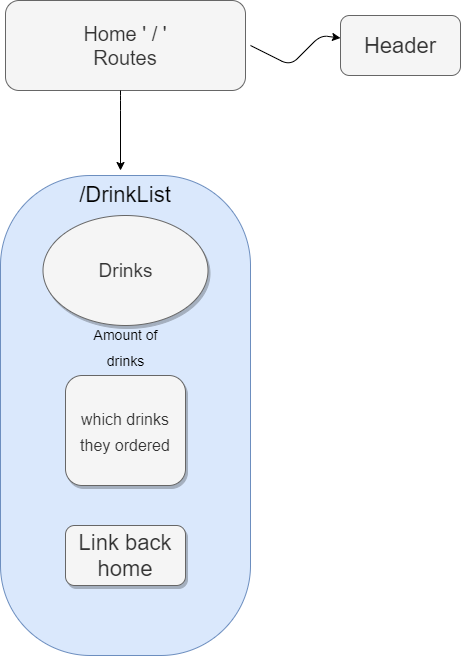 Home ' / '
Routes
Header
/DrinkList
Drinks
Amount of
drinks
which drinks
they ordered
Link back
home